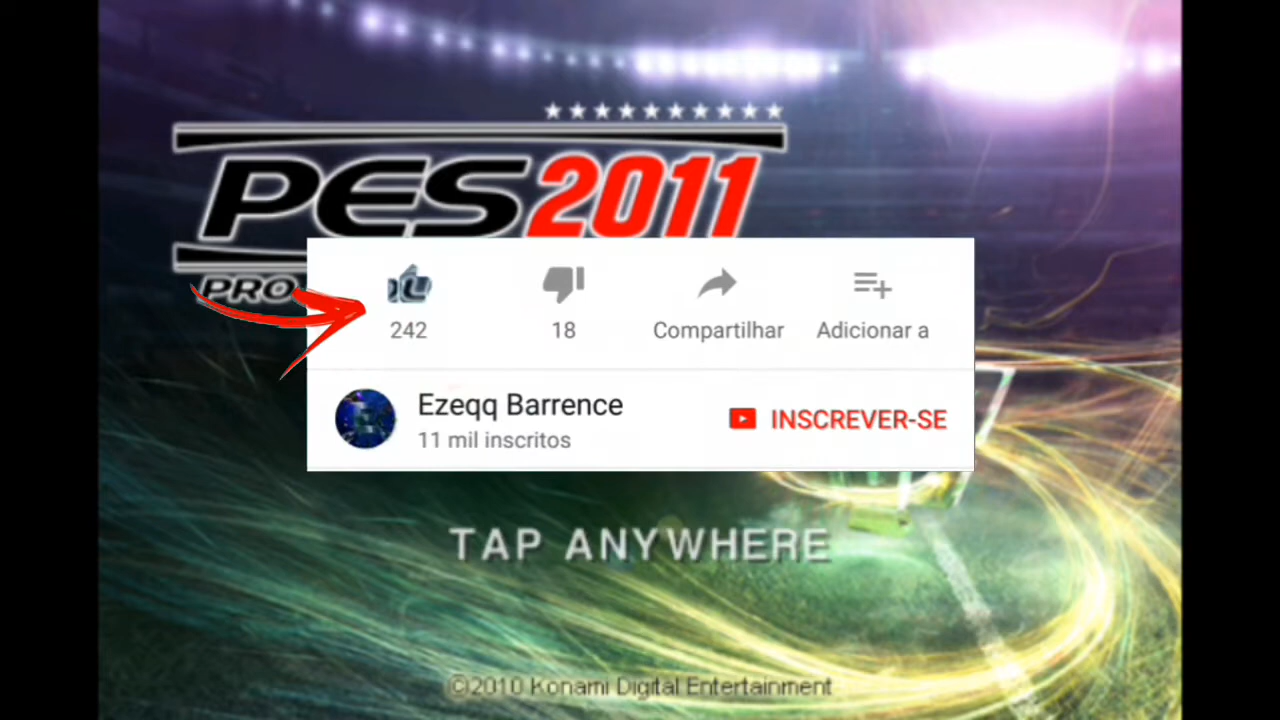 PES2011
PRO
242
18
Compartilhar
Adicionar a
Ezeqq Barrence
11 mil inscritos
INSCREVER-SE
TAP ANYWHERE
©2010 Konami Digital Entertainment